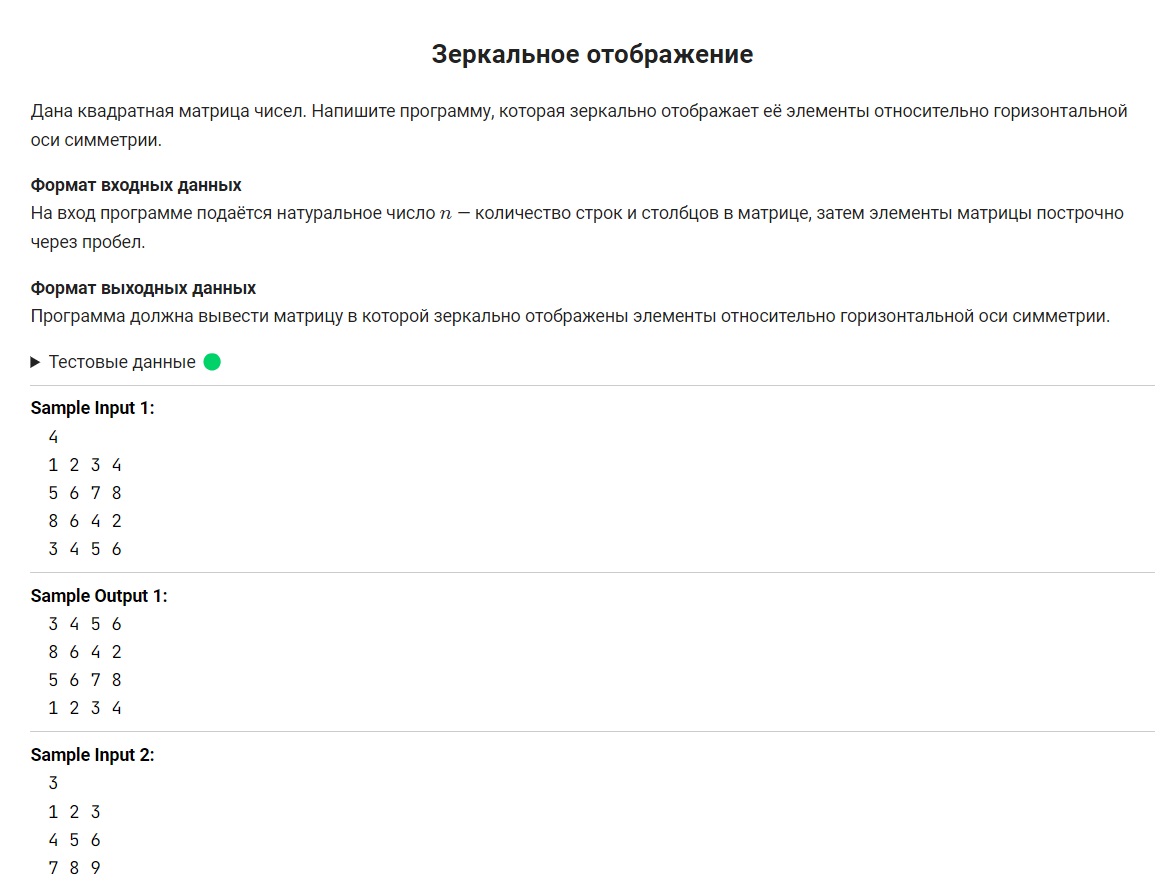 Зеркальное отображение
Дана квадратная матрица чисел. Напишите программу, которая зеркально отображает её элементы относительно горизонтальной
оси симметрии.
Формат входных данных
На вход программе подаётся натуральное число n — количество строк и столбцов в матрице, затем элементы матрицы построчно
через пробел.
Формат выходных данных
Программа должна вывести матрицу в которой зеркально отображены элементы относительно горизонтальной оси симметрии.
Тестовые данные
Sample Input 1:
4
1 2 3 4
5 6 7 8
8 6 4 2
3 4 5 6
Sample Output 1:
3 4 5 6
8 6 4 2
5 6 7 8
1 2 3 4
Sample Input 2:
3
1 2 3
4 5 6
7 8 9